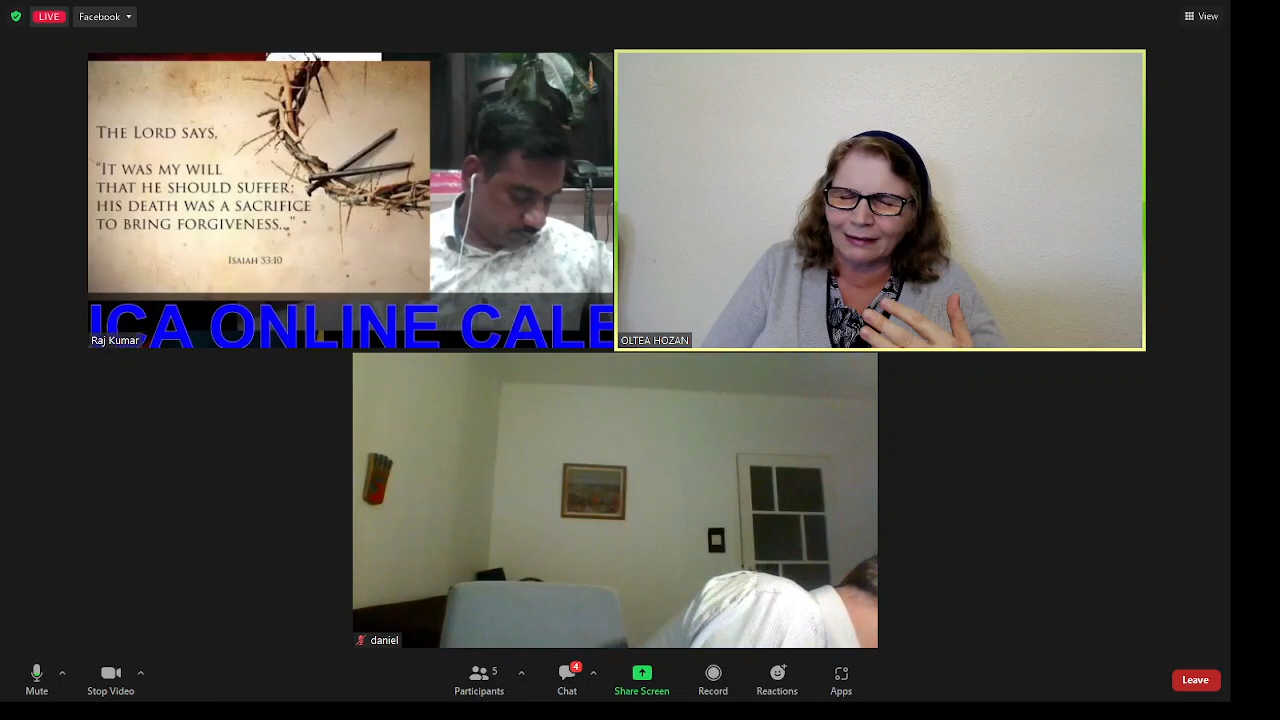 LIVE
Facebook
View
THE LORD SAYS,
"IT WAS MY WILL
THAT HE SHOULD SUFFER;
HIS DEATH WAS A SACRIFICE
TO BRING FORGIVENESS..."
ISAIAH 53:10
ICA ONLINE CALE
Raj Kumar
OLTEA HOZAN
daniel
Mute
Stop Video
5
Participants
4
Chat
Share Screen
Record
Reactions
Apps
Leave